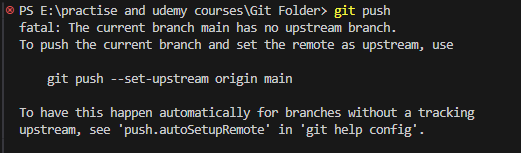 PS E:\practise and udemy courses\Git Folder> git push
fatal: The current branch main has no upstream branch.
To push the current branch and set the remote as upstream, use
git push --set-upstream origin main
To have this happen automatically for branches without a tracking
upstream, see 'push.autoSetupRemote' in 'git help config'.